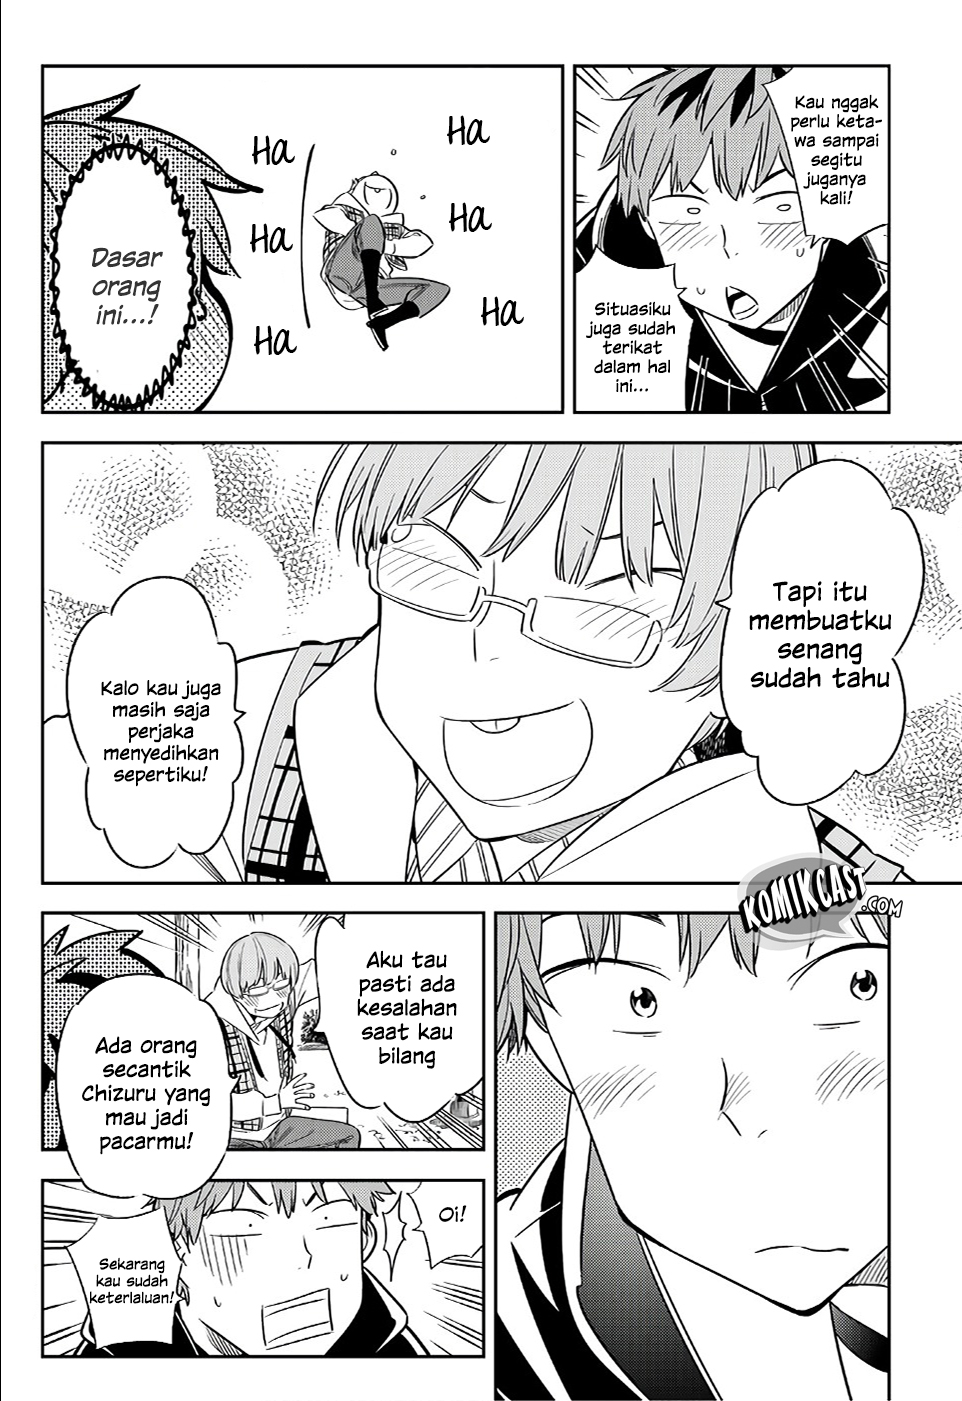 Kau nggak
perlu keta-
wa sampai
segitu
juganya
kali!
Situasiku
juga sudah
terikat
dalam hal
ini...
Ha
Ha
Ha
Ha
Ha
Ha
Dasar
orang
ini...!
Tapi itu
membuatku
senang
sudah tahu
Kalo kau juga
masih saja
perjaka
menyedihkan
sepertiku!
KOMIKCAST
.COM
Aku tau
pasti ada
kesalahan
saat kau
bilang
Ada orang
secantik
Chizuru yang
mau jadi
pacarmu!
Oi!
Sekarang
kau sudah
keterlaluan!